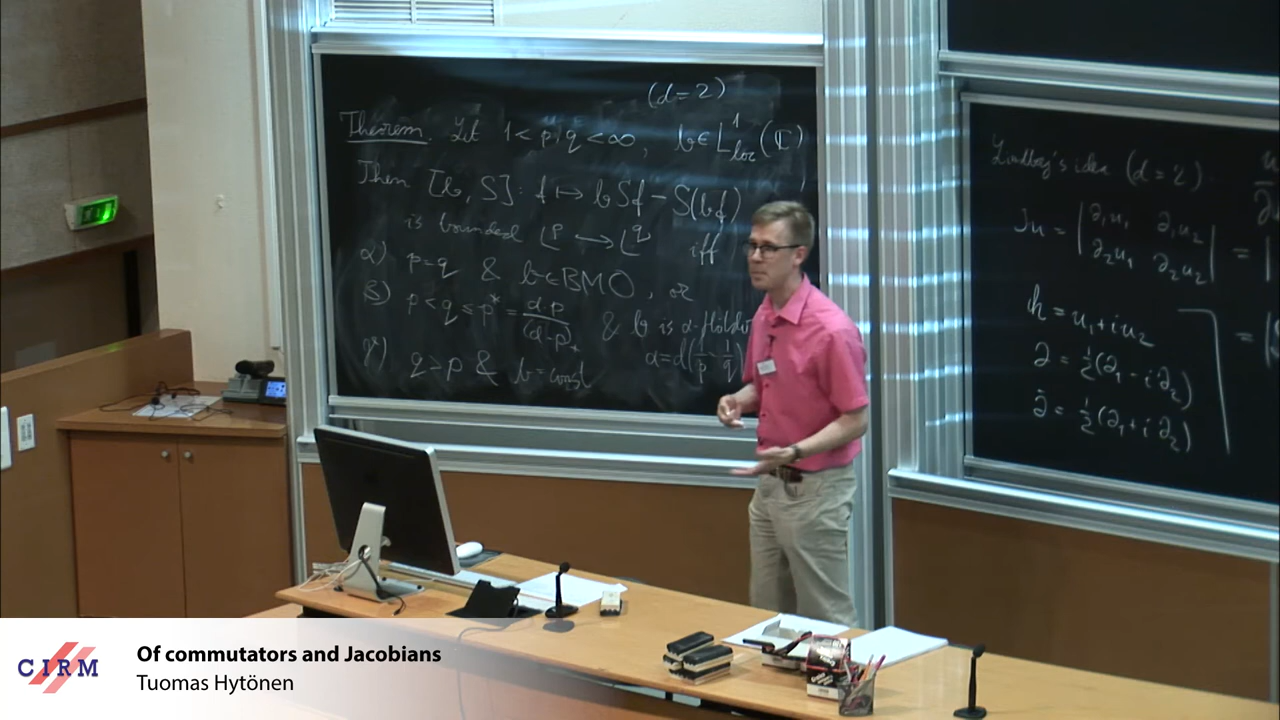 (d=2)
Theorem. Let 1<p,q<∞, b∈L¹loc(ℂ)
Then [b, S]: f ↦ bSf − S(bf)
is bounded Lᵖ → L^q iff
α) p=q & b∈BMO, or
β) p<q≤p* = dp/(d-p)₊ & b is α-Hölder
α=d(1/p − 1/q)
γ) q>p & b=const
Lindberg's idea (d=2)
Ju = |∂₁u₁ ∂₁u₂| =
|∂₂u₁ ∂₂u₂|
h = u₁+iu₂
∂ = ½(∂₁ − i∂₂)
∂̄ = ½(∂₁ + i∂₂)
CIRM
Of commutators and Jacobians
Tuomas Hytönen